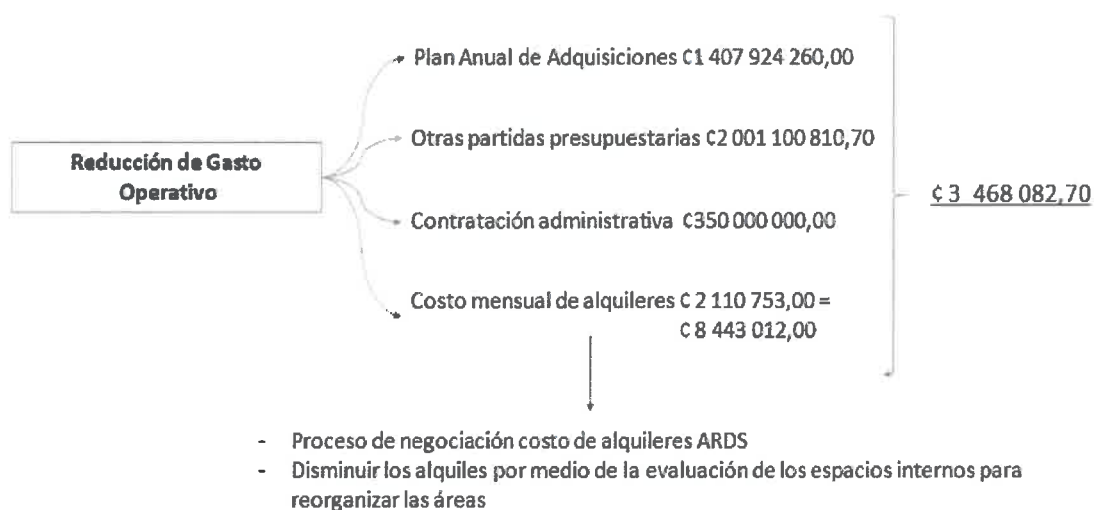 Plan Anual de Adquisiciones ₡1 407 924 260,00
Otras partidas presupuestarias ₡2 001 100 810,70
Reducción de Gasto
Operativo
₡ 3 468 082,70
Contratación administrativa ₡350 000 000,00
Costo mensual de alquileres ₡ 2 110 753,00 =
₡ 8 443 012,00
- Proceso de negociación costo de alquileres ARDS
- Disminuir los alquiles por medio de la evaluación de los espacios internos para
reorganizar las áreas